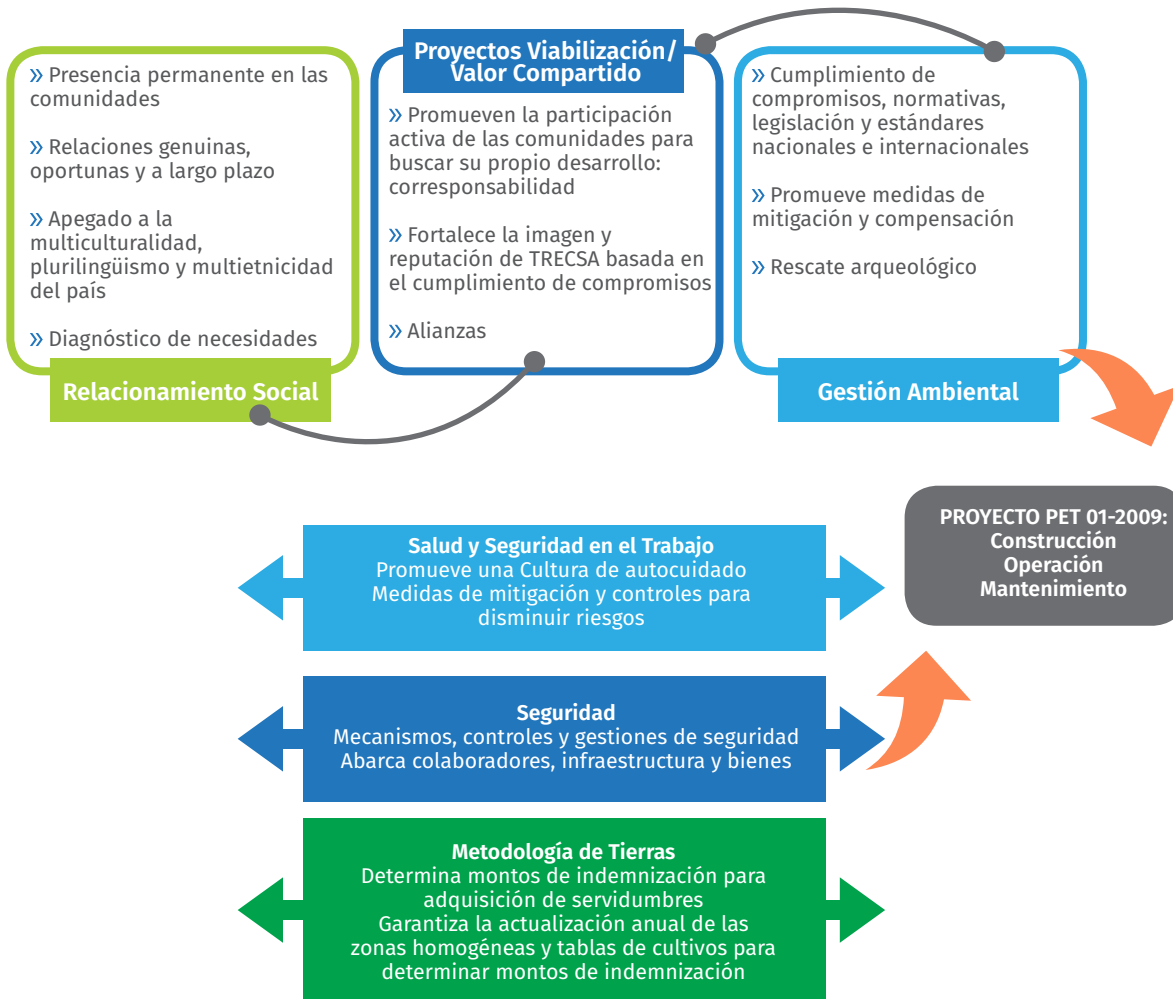 » Presencia permanente en las
comunidades
» Relaciones genuinas,
oportunas y a largo plazo
» Apegado a la
multiculturalidad,
plurilingüismo y multietnicidad
del país
» Diagnóstico de necesidades
Relacionamiento Social
Proyectos Viabilización/
Valor Compartido
» Promueven la participación
activa de las comunidades para
buscar su propio desarrollo:
corresponsabilidad
» Fortalece la imagen y
reputación de TRECSA basada en
el cumplimiento de compromisos
» Alianzas
» Cumplimiento de
compromisos, normativas,
legislación y estándares
nacionales e internacionales
» Promueve medidas de
mitigación y compensación
» Rescate arqueológico
Gestión Ambiental
PROYECTO PET 01-2009:
Construcción
Operación
Mantenimiento
Salud y Seguridad en el Trabajo
Promueve una Cultura de autocuidado
Medidas de mitigación y controles para
disminuir riesgos
Seguridad
Mecanismos, controles y gestiones de seguridad
Abarca colaboradores, infraestructura y bienes
Metodología de Tierras
Determina montos de indemnización para
adquisición de servidumbres
Garantiza la actualización anual de las
zonas homogéneas y tablas de cultivos para
determinar montos de indemnización